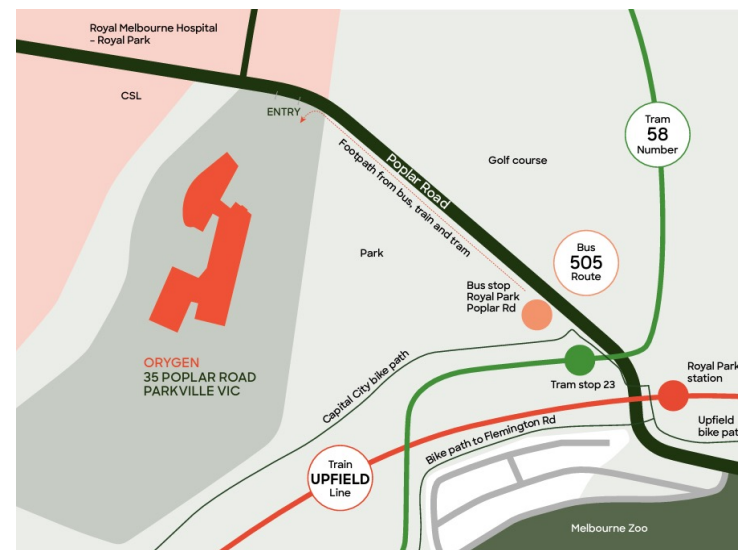 Royal Melbourne Hospital
– Royal Park
CSL
ENTRY
Tram
58
Number
Golf course
Poplar Road
Footpath from bus, train and tram
Park
Bus
505
Route
Bus stop
Royal Park
Poplar Rd
ORYGEN
35 POPLAR ROAD
PARKVILLE VIC
Capital City bike path
Tram stop 23
Royal Park
station
Upfield
bike pat
Bike path to Flemington Rd
Train
UPFIELD
Line
Melbourne Zoo